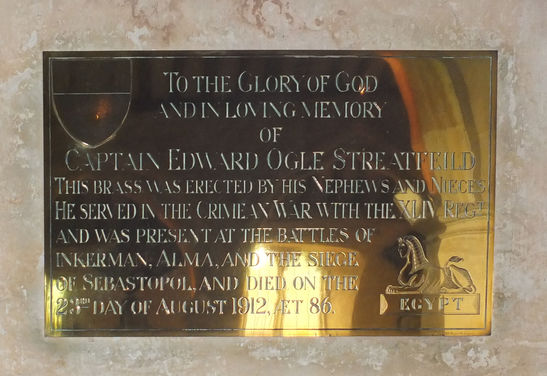 TO THE GLORY OF GOD
AND IN LOVING MEMORY
OF
CAPTAIN EDWARD OGLE STREATFEILD
THIS BRASS WAS ERECTED BY HIS NEPHEWS AND NIECES
HE SERVED IN THE CRIMEAN WAR WITH THE XLIV REGT
AND WAS PRESENT AT THE BATTLES OF
INKERMAN, ALMA, AND THE SIEGE
OF SEBASTOPOL, AND DIED ON THE
23RD DAY OF AUGUST 1912, ÆT 86.
EGYPT